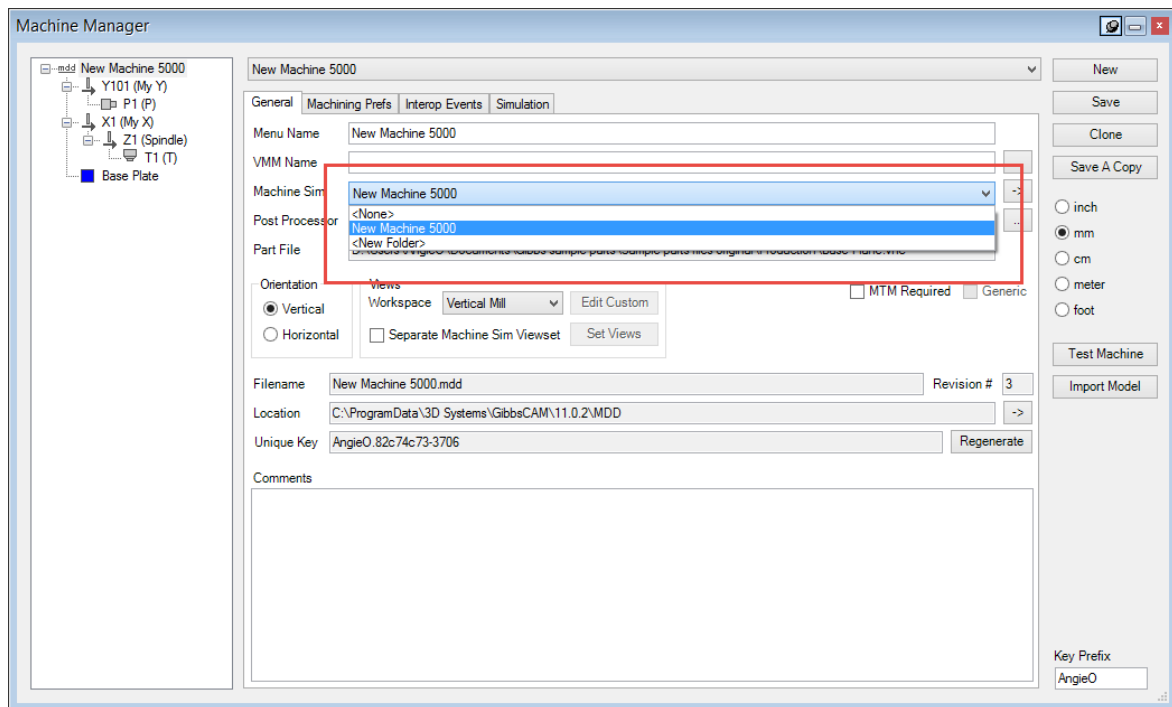 Machine Manager
mdd New Machine 5000
Y101 (My Y)
P1 (P)
X1 (My X)
Z1 (Spindle)
T1 (T)
Base Plate
New Machine 5000
General Machining Prefs Interop Events Simulation
Menu Name New Machine 5000
VMM Name
Machine Sim New Machine 5000 ->
<None>
Post Processor ...
New Machine 5000
<New Folder>
Part File
Orientation
Vertical
Horizontal
Views
Workspace Vertical Mill Edit Custom
Separate Machine Sim Viewset Set Views
MTM Required Generic
Filename New Machine 5000.mdd Revision # 3
Location C:\ProgramData\3D Systems\GibbsCAM\11.0.2\MDD ->
Unique Key AngieO.82c74c73-3706 Regenerate
Comments
New
Save
Clone
Save A Copy
inch
mm
cm
meter
foot
Test Machine
Import Model
Key Prefix
AngieO